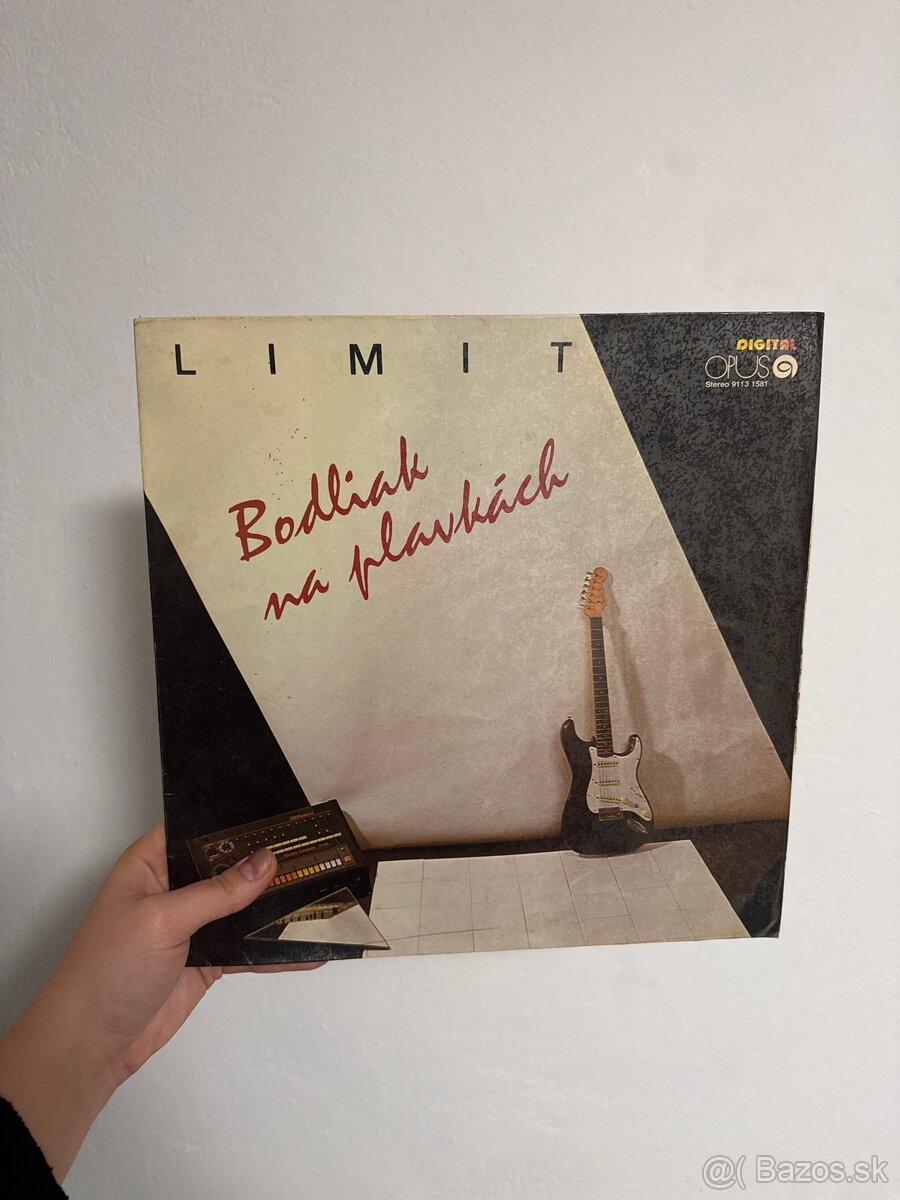 LIMIT
DIGITAL
OPUS
Stereo 9113 1581
Bodliak
na plavkách
@( Bazos.sk